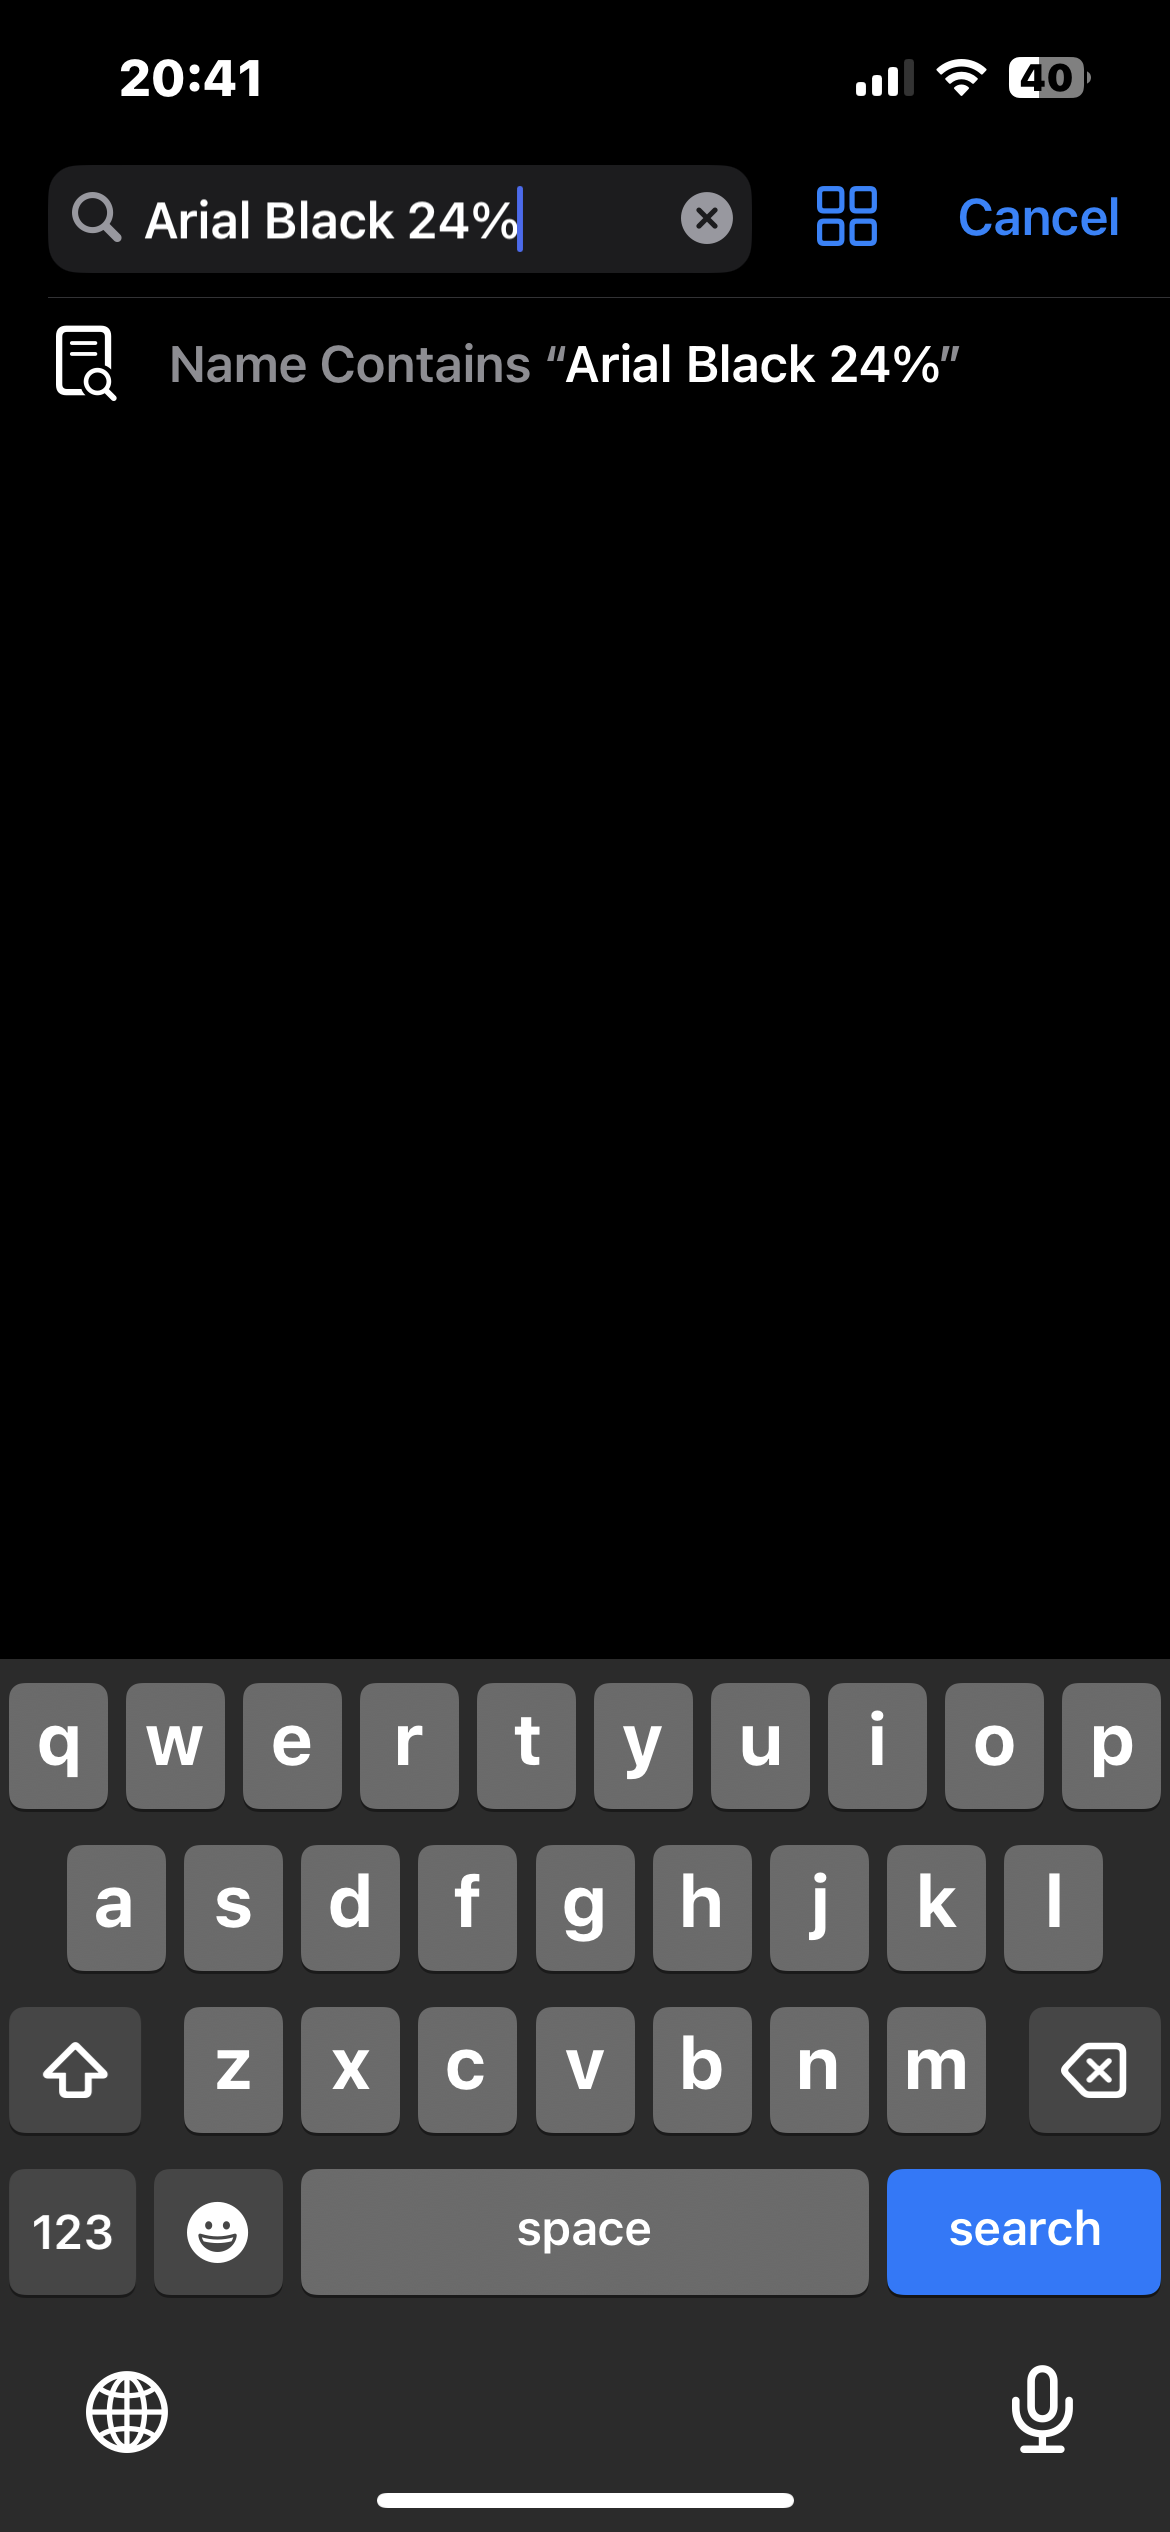 20:41
40
Arial Black 24%
Cancel
Name Contains “Arial Black 24%”
q w e r t y u i o p
a s d f g h j k l
z x c v b n m
123
space
search